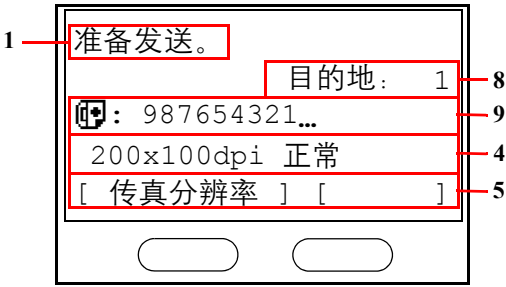 1 准备发送。
目的地: 1 8
: 987654321... 9
200x100dpi 正常 4
[ 传真分辨率 ] [ ] 5